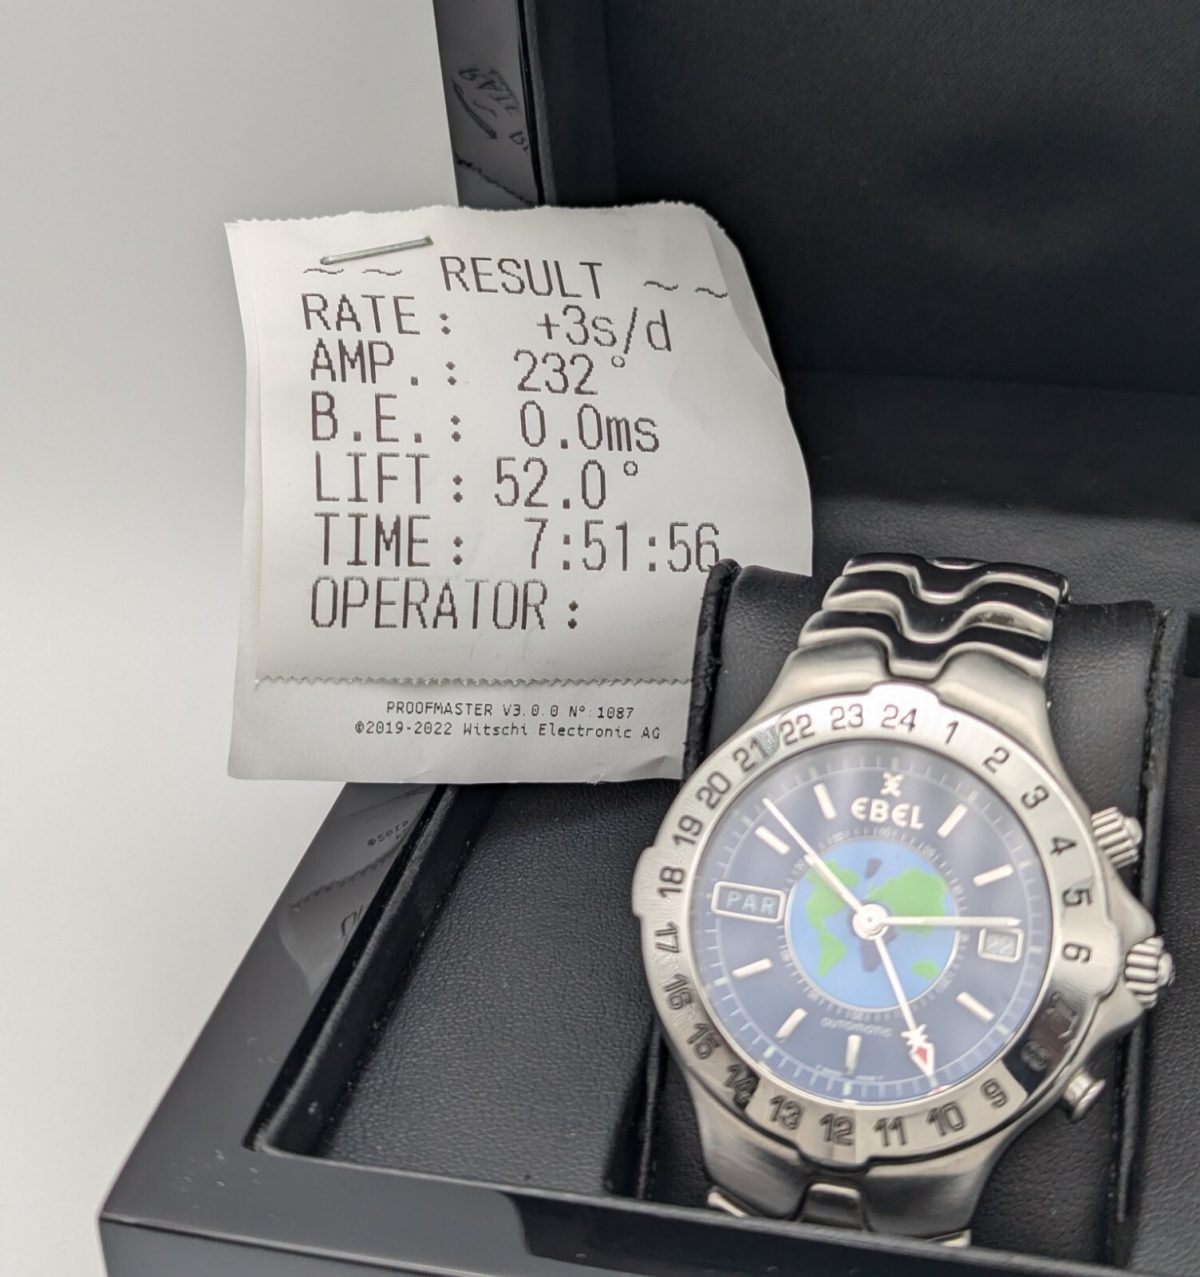 ~ ~ RESULT ~ ~
RATE: +3s/d
AMP.: 232°
B.E.: 0.0ms
LIFT: 52.0°
TIME: 7:51:56
OPERATOR:
PROOFMASTER V3.0.0 N° 1087
©2019-2022 Witschi Electronic AG
24 1 2 3 4 5 6 8 9 10 11 12 13 14 15 16 17 18 19 20 21 22 23
EBEL
PAR
22
AUTOMATIC